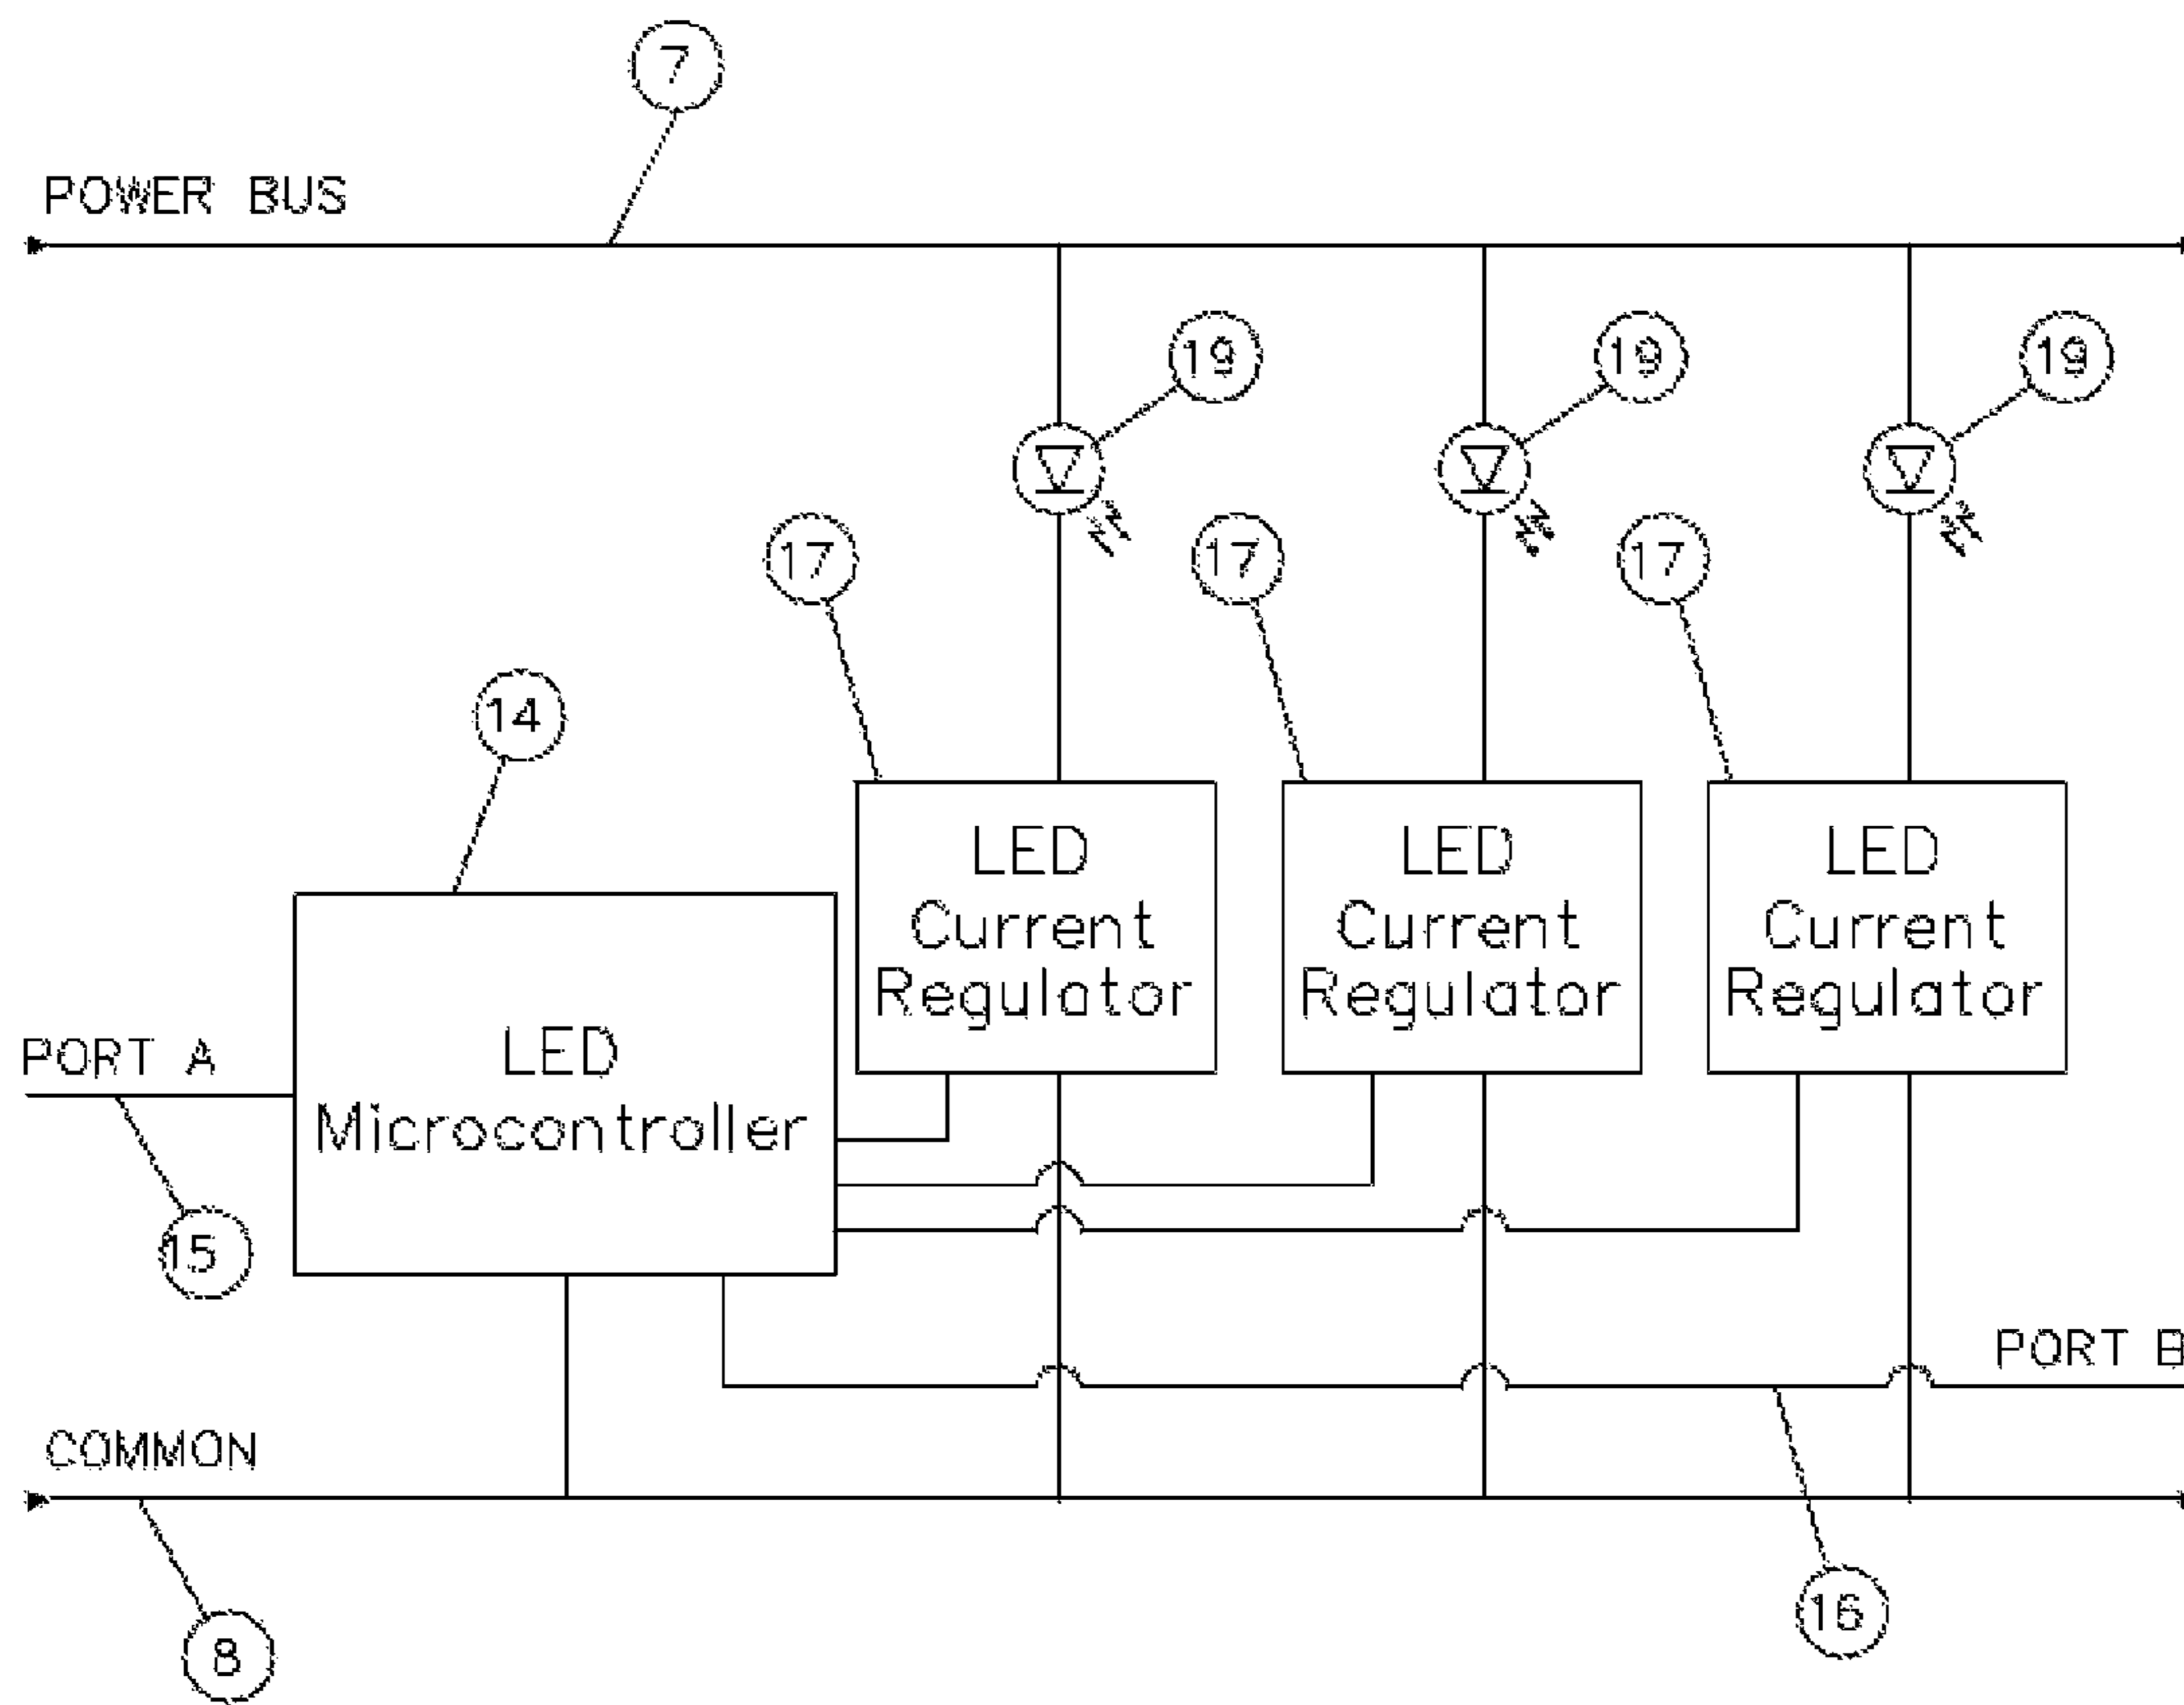 7
POWER BUS
19
19
19
17
17
17
14
LED
Current
Regulator
LED
Current
Regulator
LED
Current
Regulator
LED
Microcontroller
PORT A
15
PORT B
COMMON
16
8